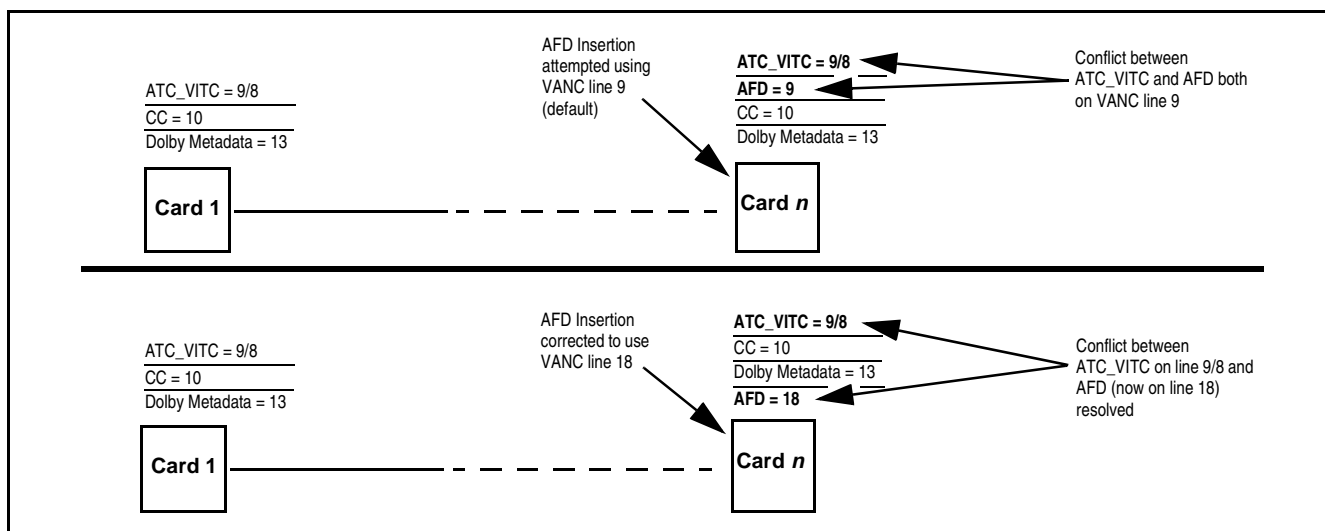 ATC_VITC = 9/8
CC = 10
Dolby Metadata = 13
Card 1
AFD Insertion
attempted using
VANC line 9
(default)
ATC_VITC = 9/8
AFD = 9
CC = 10
Dolby Metadata = 13
Card n
Conflict between
ATC_VITC and AFD both
on VANC line 9
ATC_VITC = 9/8
CC = 10
Dolby Metadata = 13
Card 1
AFD Insertion
corrected to use
VANC line 18
ATC_VITC = 9/8
CC = 10
Dolby Metadata = 13
AFD = 18
Card n
Conflict between
ATC_VITC on line 9/8 and
AFD (now on line 18)
resolved